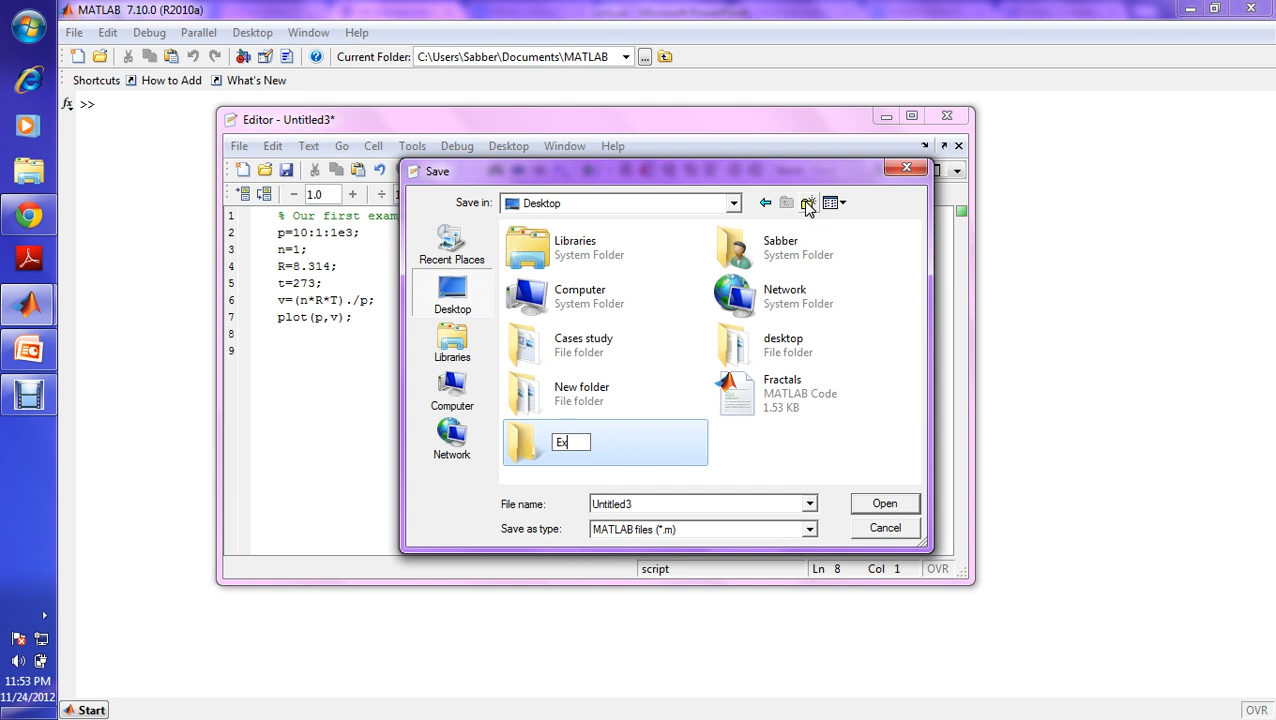 MATLAB 7.10.0 (R2010a)
File Edit Debug Parallel Desktop Window Help
Current Folder: C:\Users\Sabber\Documents\MATLAB ...
Shortcuts How to Add What's New
fx >>
Editor - Untitled3*
File Edit Text Go Cell Tools Debug Desktop Window Help
− 1.0 + ÷ 1
1 % Our first exam
2 p=10:1:1e3;
3 n=1;
4 R=8.314;
5 t=273;
6 v=(n*R*T)./p;
7 plot(p,v);
8
9
Save
Save in: Desktop
Recent Places
Desktop
Libraries
Computer
Network
Libraries
System Folder
Sabber
System Folder
Computer
System Folder
Network
System Folder
Cases study
File folder
desktop
File folder
New folder
File folder
Fractals
MATLAB Code
1.53 KB
Ex
File name: Untitled3 Open
Save as type: MATLAB files (*.m) Cancel
script Ln 8 Col 1 OVR
11:53 PM
11/24/2012
Start OVR